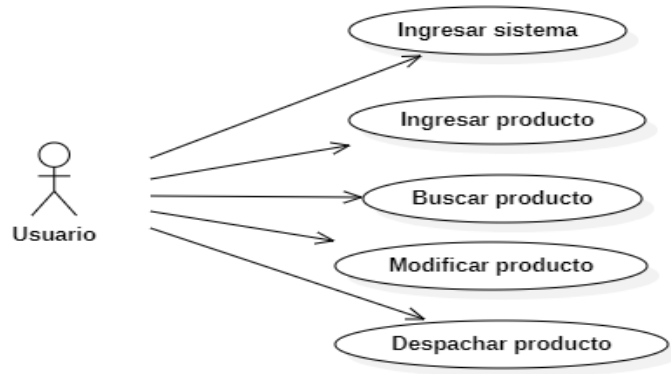 Ingresar sistema
Ingresar producto
Buscar producto
Usuario
Modificar producto
Despachar producto